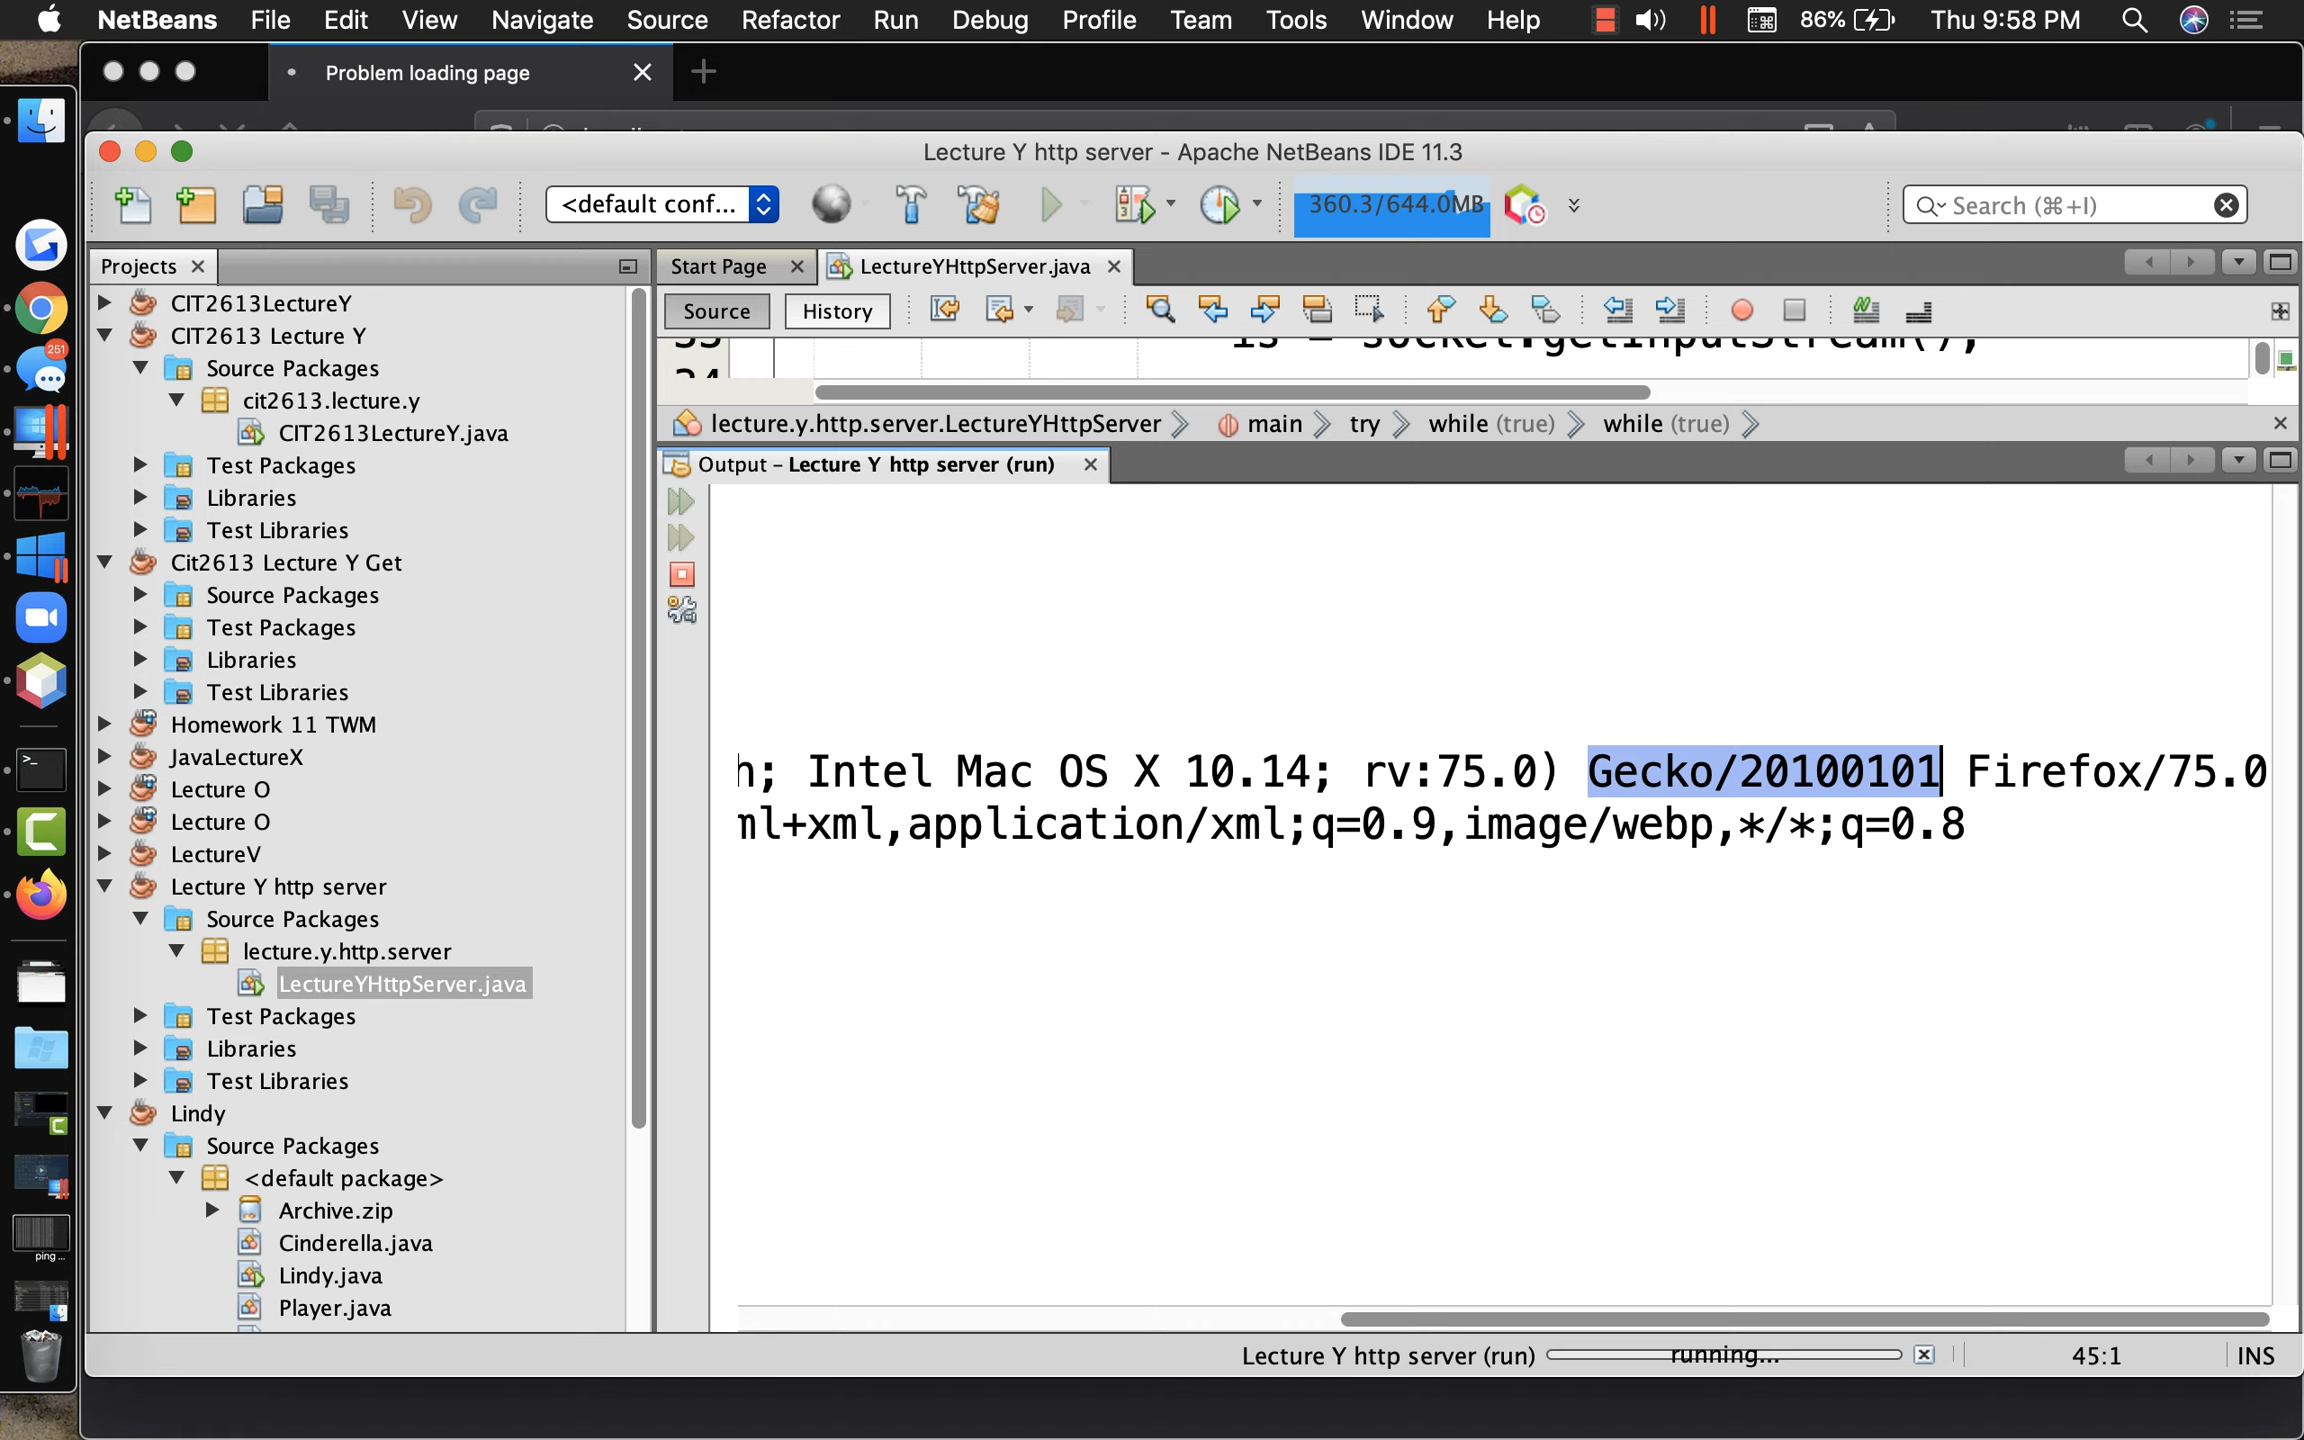 NetBeans File Edit View Navigate Source Refactor Run Debug Profile Team Tools Window Help 86% Thu 9:58 PM
Problem loading page
Lecture Y http server - Apache NetBeans IDE 11.3
<default conf... 360.3/644.0MB Search (⌘+I)
Projects
Start Page LectureYHttpServer.java
Source History
is = socket.getInputStream();
lecture.y.http.server.LectureYHttpServer main try while (true) while (true)
Output – Lecture Y http server (run)
CIT2613LectureY
CIT2613 Lecture Y
Source Packages
cit2613.lecture.y
CIT2613LectureY.java
Test Packages
Libraries
Test Libraries
Cit2613 Lecture Y Get
Source Packages
Test Packages
Libraries
Test Libraries
Homework 11 TWM
JavaLectureX
Lecture O
Lecture O
LectureV
Lecture Y http server
Source Packages
lecture.y.http.server
LectureYHttpServer.java
Test Packages
Libraries
Test Libraries
Lindy
Source Packages
<default package>
Archive.zip
Cinderella.java
Lindy.java
Player.java
h; Intel Mac OS X 10.14; rv:75.0) Gecko/20100101 Firefox/75.0
ml+xml,application/xml;q=0.9,image/webp,*/*;q=0.8
251
ping ...
Lecture Y http server (run) running... 45:1 INS